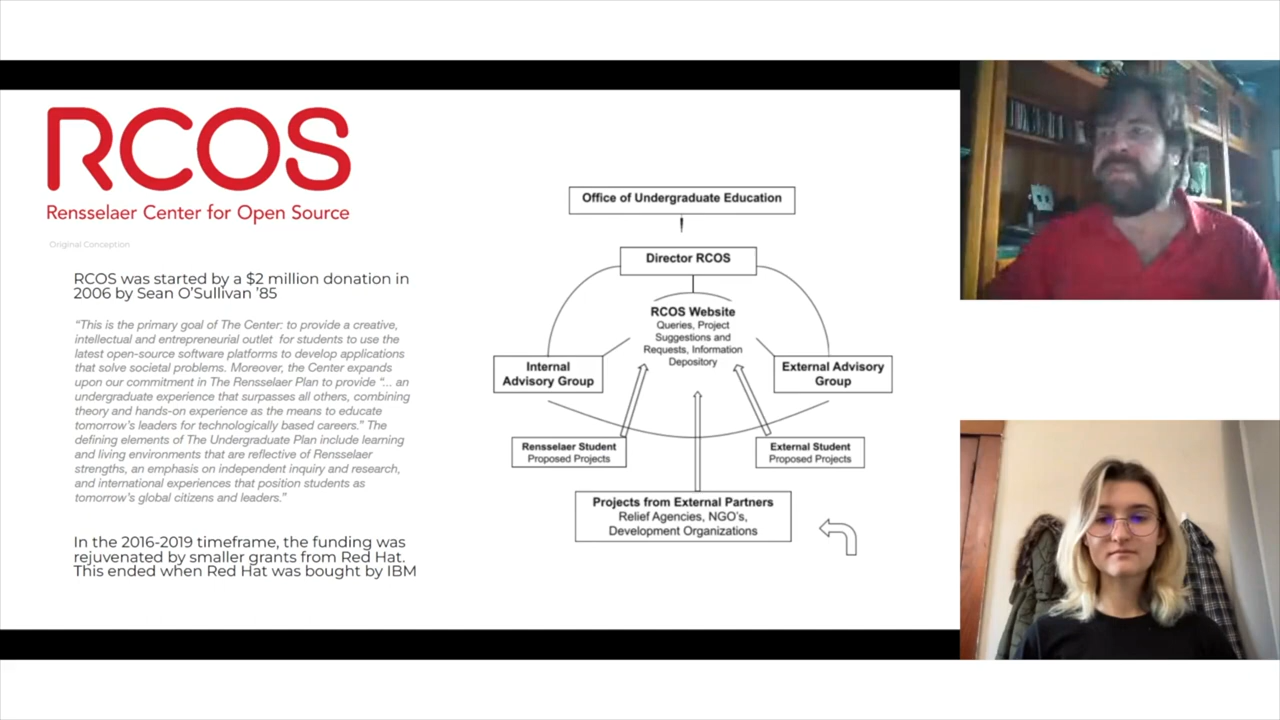 RCOS
Rensselaer Center for Open Source
Original Conception
RCOS was started by a $2 million donation in
2006 by Sean O’Sullivan ’85
“This is the primary goal of The Center: to provide a creative,
intellectual and entrepreneurial outlet for students to use the
latest open-source software platforms to develop applications
that solve societal problems. Moreover, the Center expands
upon our commitment in The Rensselaer Plan to provide “... an
undergraduate experience that surpasses all others, combining
theory and hands-on experience as the means to educate
tomorrow’s leaders for technologically based careers.” The
defining elements of The Undergraduate Plan include learning
and living environments that are reflective of Rensselaer
strengths, an emphasis on independent inquiry and research,
and international experiences that position students as
tomorrow’s global citizens and leaders.”
In the 2016-2019 timeframe, the funding was
rejuvenated by smaller grants from Red Hat.
This ended when Red Hat was bought by IBM
Office of Undergraduate Education
Director RCOS
RCOS Website
Queries, Project
Suggestions and
Requests, Information
Depository
Internal
Advisory Group
External Advisory
Group
Rensselaer Student
Proposed Projects
External Student
Proposed Projects
Projects from External Partners
Relief Agencies, NGO’s,
Development Organizations